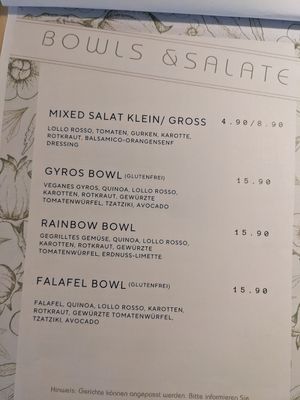 BOWLS & SALATE
MIXED SALAT KLEIN/ GROSS 4.90/8.90
LOLLO ROSSO, TOMATEN, GURKEN, KAROTTE,
ROTKRAUT, BALSAMICO-ORANGENSENF
DRESSING
GYROS BOWL (GLUTENFREI) 15.90
VEGANES GYROS, QUINOA, LOLLO ROSSO,
KAROTTEN, ROTKRAUT, GEWÜRZTE
TOMATENWÜRFEL, TZATZIKI, AVOCADO
RAINBOW BOWL 15.90
GEGRILLTES GEMÜSE, QUINOA, LOLLO ROSSO,
KAROTTEN, ROTKRAUT, GEWÜRZTE
TOMATENWÜRFEL, ERDNUSS-LIMETTE
FALAFEL BOWL (GLUTENFREI) 15.90
FALAFEL, QUINOA, LOLLO ROSSO, KAROTTEN,
ROTKRAUT, GEWÜRZTE TOMATENWÜRFEL,
TZATZIKI, AVOCADO
Hinweis: Gerichte können angepasst werden. Bitte informieren Sie